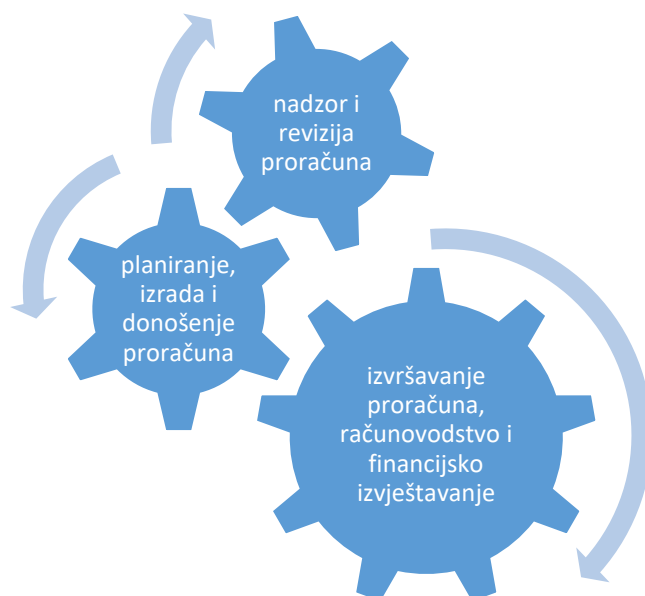 nadzor i
revizija
proračuna
planiranje,
izrada i
donošenje
proračuna
izvršavanje
proračuna,
računovodstvo i
financijsko
izvještavanje